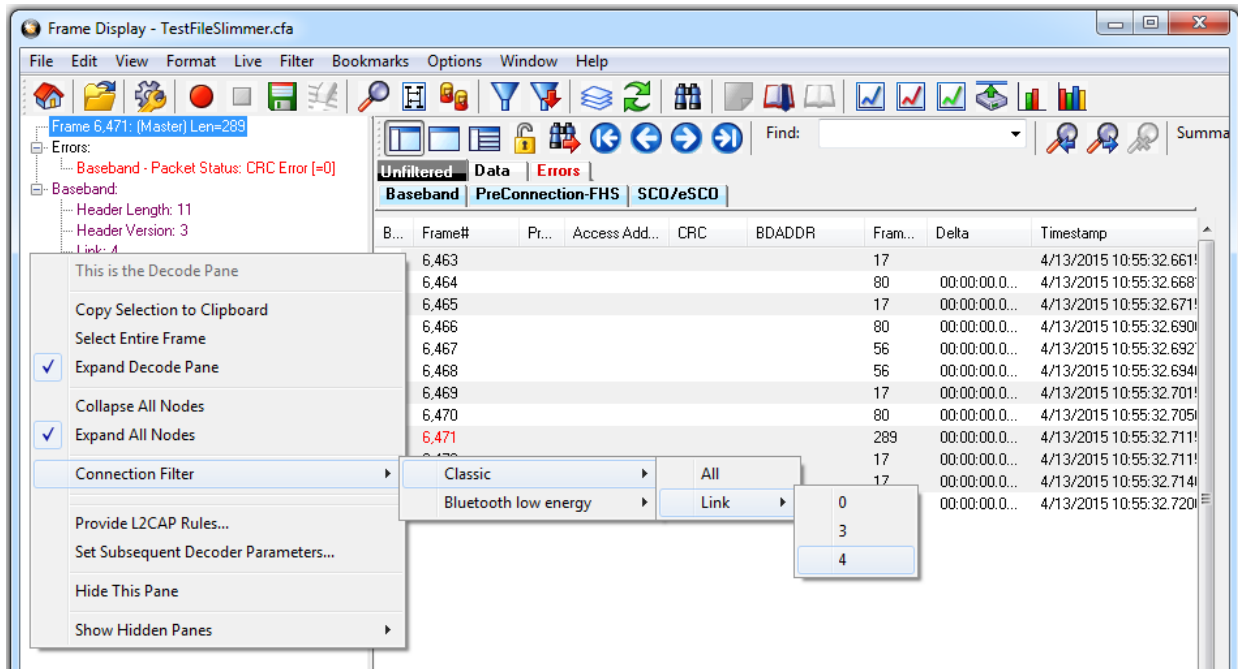 Frame Display - TestFileSlimmer.cfa
File Edit View Format Live Filter Bookmarks Options Window Help
Frame 6,471: (Master) Len=289
Errors:
Baseband - Packet Status: CRC Error [=0]
Baseband:
Header Length: 11
Header Version: 3
Link: 4
Find:
Summa
Unfiltered Data Errors
Baseband PreConnection-FHS SCO/eSCO
B... Frame# Pr... Access Add... CRC BDADDR Fram... Delta Timestamp
6,463 17 4/13/2015 10:55:32.661
6,464 80 00:00:00.0... 4/13/2015 10:55:32.668
6,465 17 00:00:00.0... 4/13/2015 10:55:32.671
6,466 80 00:00:00.0... 4/13/2015 10:55:32.690
6,467 56 00:00:00.0... 4/13/2015 10:55:32.692
6,468 56 00:00:00.0... 4/13/2015 10:55:32.694
6,469 17 00:00:00.0... 4/13/2015 10:55:32.701
6,470 80 00:00:00.0... 4/13/2015 10:55:32.705
6,471 289 00:00:00.0... 4/13/2015 10:55:32.711
17 00:00:00.0... 4/13/2015 10:55:32.711
17 00:00:00.0... 4/13/2015 10:55:32.714
00:00:00.0... 4/13/2015 10:55:32.720
This is the Decode Pane
Copy Selection to Clipboard
Select Entire Frame
Expand Decode Pane
Collapse All Nodes
Expand All Nodes
Connection Filter
Provide L2CAP Rules...
Set Subsequent Decoder Parameters...
Hide This Pane
Show Hidden Panes
Classic
Bluetooth low energy
All
Link
0
3
4